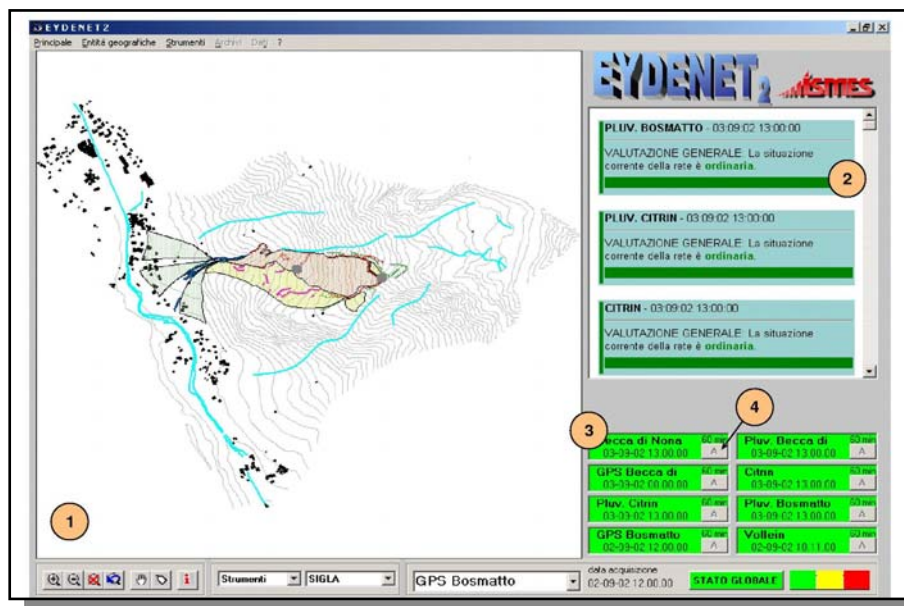 EYDENET2
Principale Entità geografiche Strumenti Archivi Dati ?
EYDENET2 ISMES
PLUV. BOSMATTO - 03:09:02 13:00:00
VALUTAZIONE GENERALE: La situazione
corrente della rete è ordinaria.
2
PLUV. CITRIN - 03:09:02 13:00:00
VALUTAZIONE GENERALE: La situazione
corrente della rete è ordinaria.
CITRIN - 03:09:02 13:00:00
VALUTAZIONE GENERALE: La situazione
corrente della rete è ordinaria.
4
3
Becca di Nona 60 min
03-09-02 13.00.00 A
Pluv. Becca di 60 min
03-09-02 13.00.00 A
GPS Becca di
03-09-02 00.00.00 A
Citrin 60 min
03-09-02 13.00.00 A
Pluv. Citrin 60 min
03-09-02 13.00.00 A
Pluv. Bosmatto 60 min
03-09-02 13.00.00 A
GPS Bosmatto 60 min
02-09-02 12.00.00 A
Vollein 60 min
02-09-02 10.11.00 A
1
Strumenti
SIGLA
GPS Bosmatto
data acquisizione
02-09-02 12.00.00
STATO GLOBALE